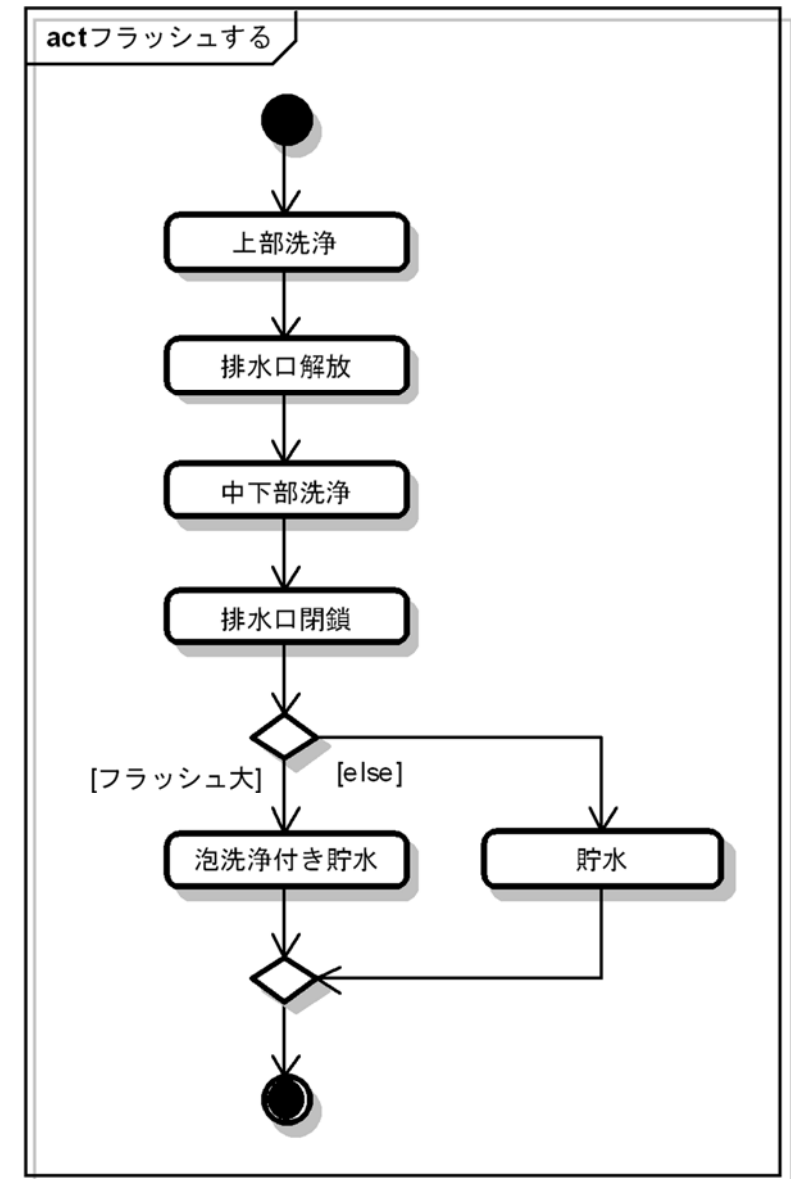 actフラッシュする
上部洗浄
排水口解放
中下部洗浄
排水口閉鎖
[フラッシュ大]
[else]
泡洗浄付き貯水
貯水